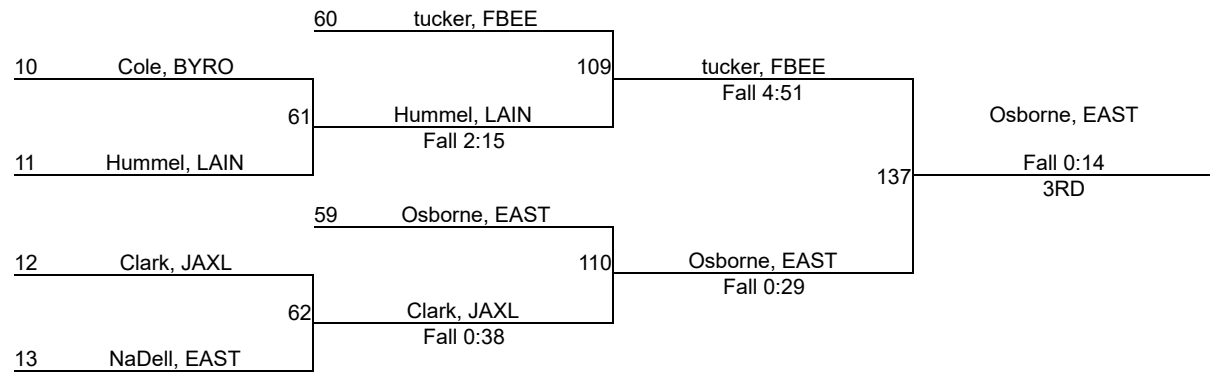 60 tucker, FBEE
10 Cole, BYRO
109 tucker, FBEE
Fall 4:51
61 Hummel, LAIN
Fall 2:15
Osborne, EAST
11 Hummel, LAIN
Fall 0:14
137
3RD
59 Osborne, EAST
12 Clark, JAXL
110 Osborne, EAST
Fall 0:29
62 Clark, JAXL
Fall 0:38
13 NaDell, EAST